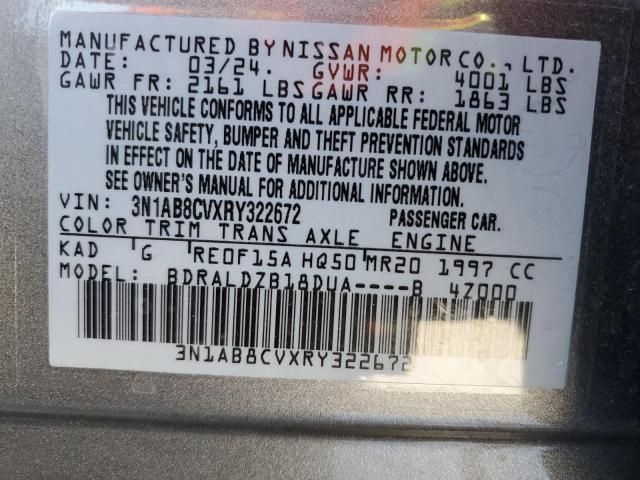 MANUFACTURED BY NISSAN MOTOR CO., LTD.
DATE: 03/24. GVWR: 4001 LBS
GAWR FR: 2161 LBS GAWR RR: 1863 LBS
THIS VEHICLE CONFORMS TO ALL APPLICABLE FEDERAL MOTOR
VEHICLE SAFETY, BUMPER AND THEFT PREVENTION STANDARDS
IN EFFECT ON THE DATE OF MANUFACTURE SHOWN ABOVE.
SEE OWNER'S MANUAL FOR ADDITIONAL INFORMATION.
VIN: 3N1AB8CVXRY322672 PASSENGER CAR.
COLOR TRIM TRANS AXLE ENGINE
KAD G RE0F15A HQ50 MR20 1997 CC
MODEL: BDRALDZB18DUA----B 4Z000
3N1AB8CVXRY322672